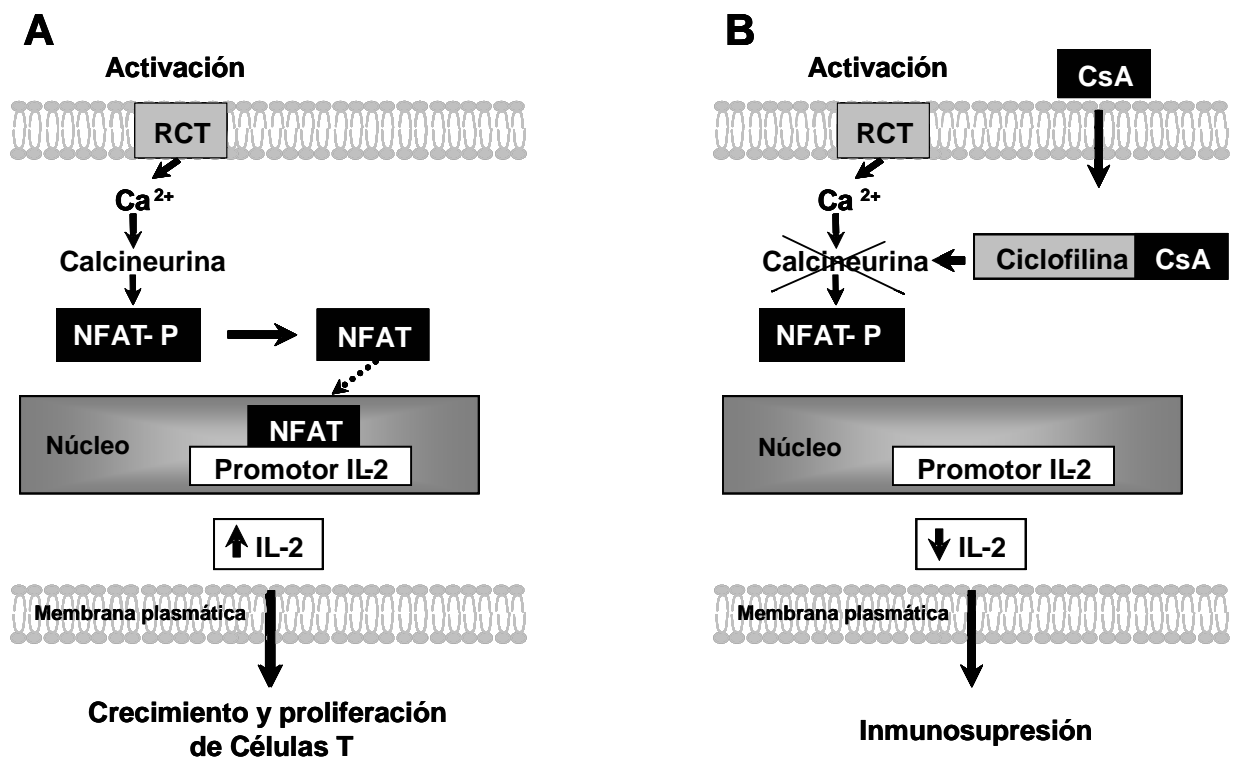 A
Activación
RCT
Ca 2+
Calcineurina
NFAT- P
NFAT
NFAT
Núcleo
Promotor IL-2
IL-2
Membrana plasmática
Crecimiento y proliferación
de Células T
B
Activación
CsA
RCT
Ca 2+
Calcineurina
Ciclofilina CsA
NFAT- P
Núcleo
Promotor IL-2
IL-2
Membrana plasmática
Inmunosupresión